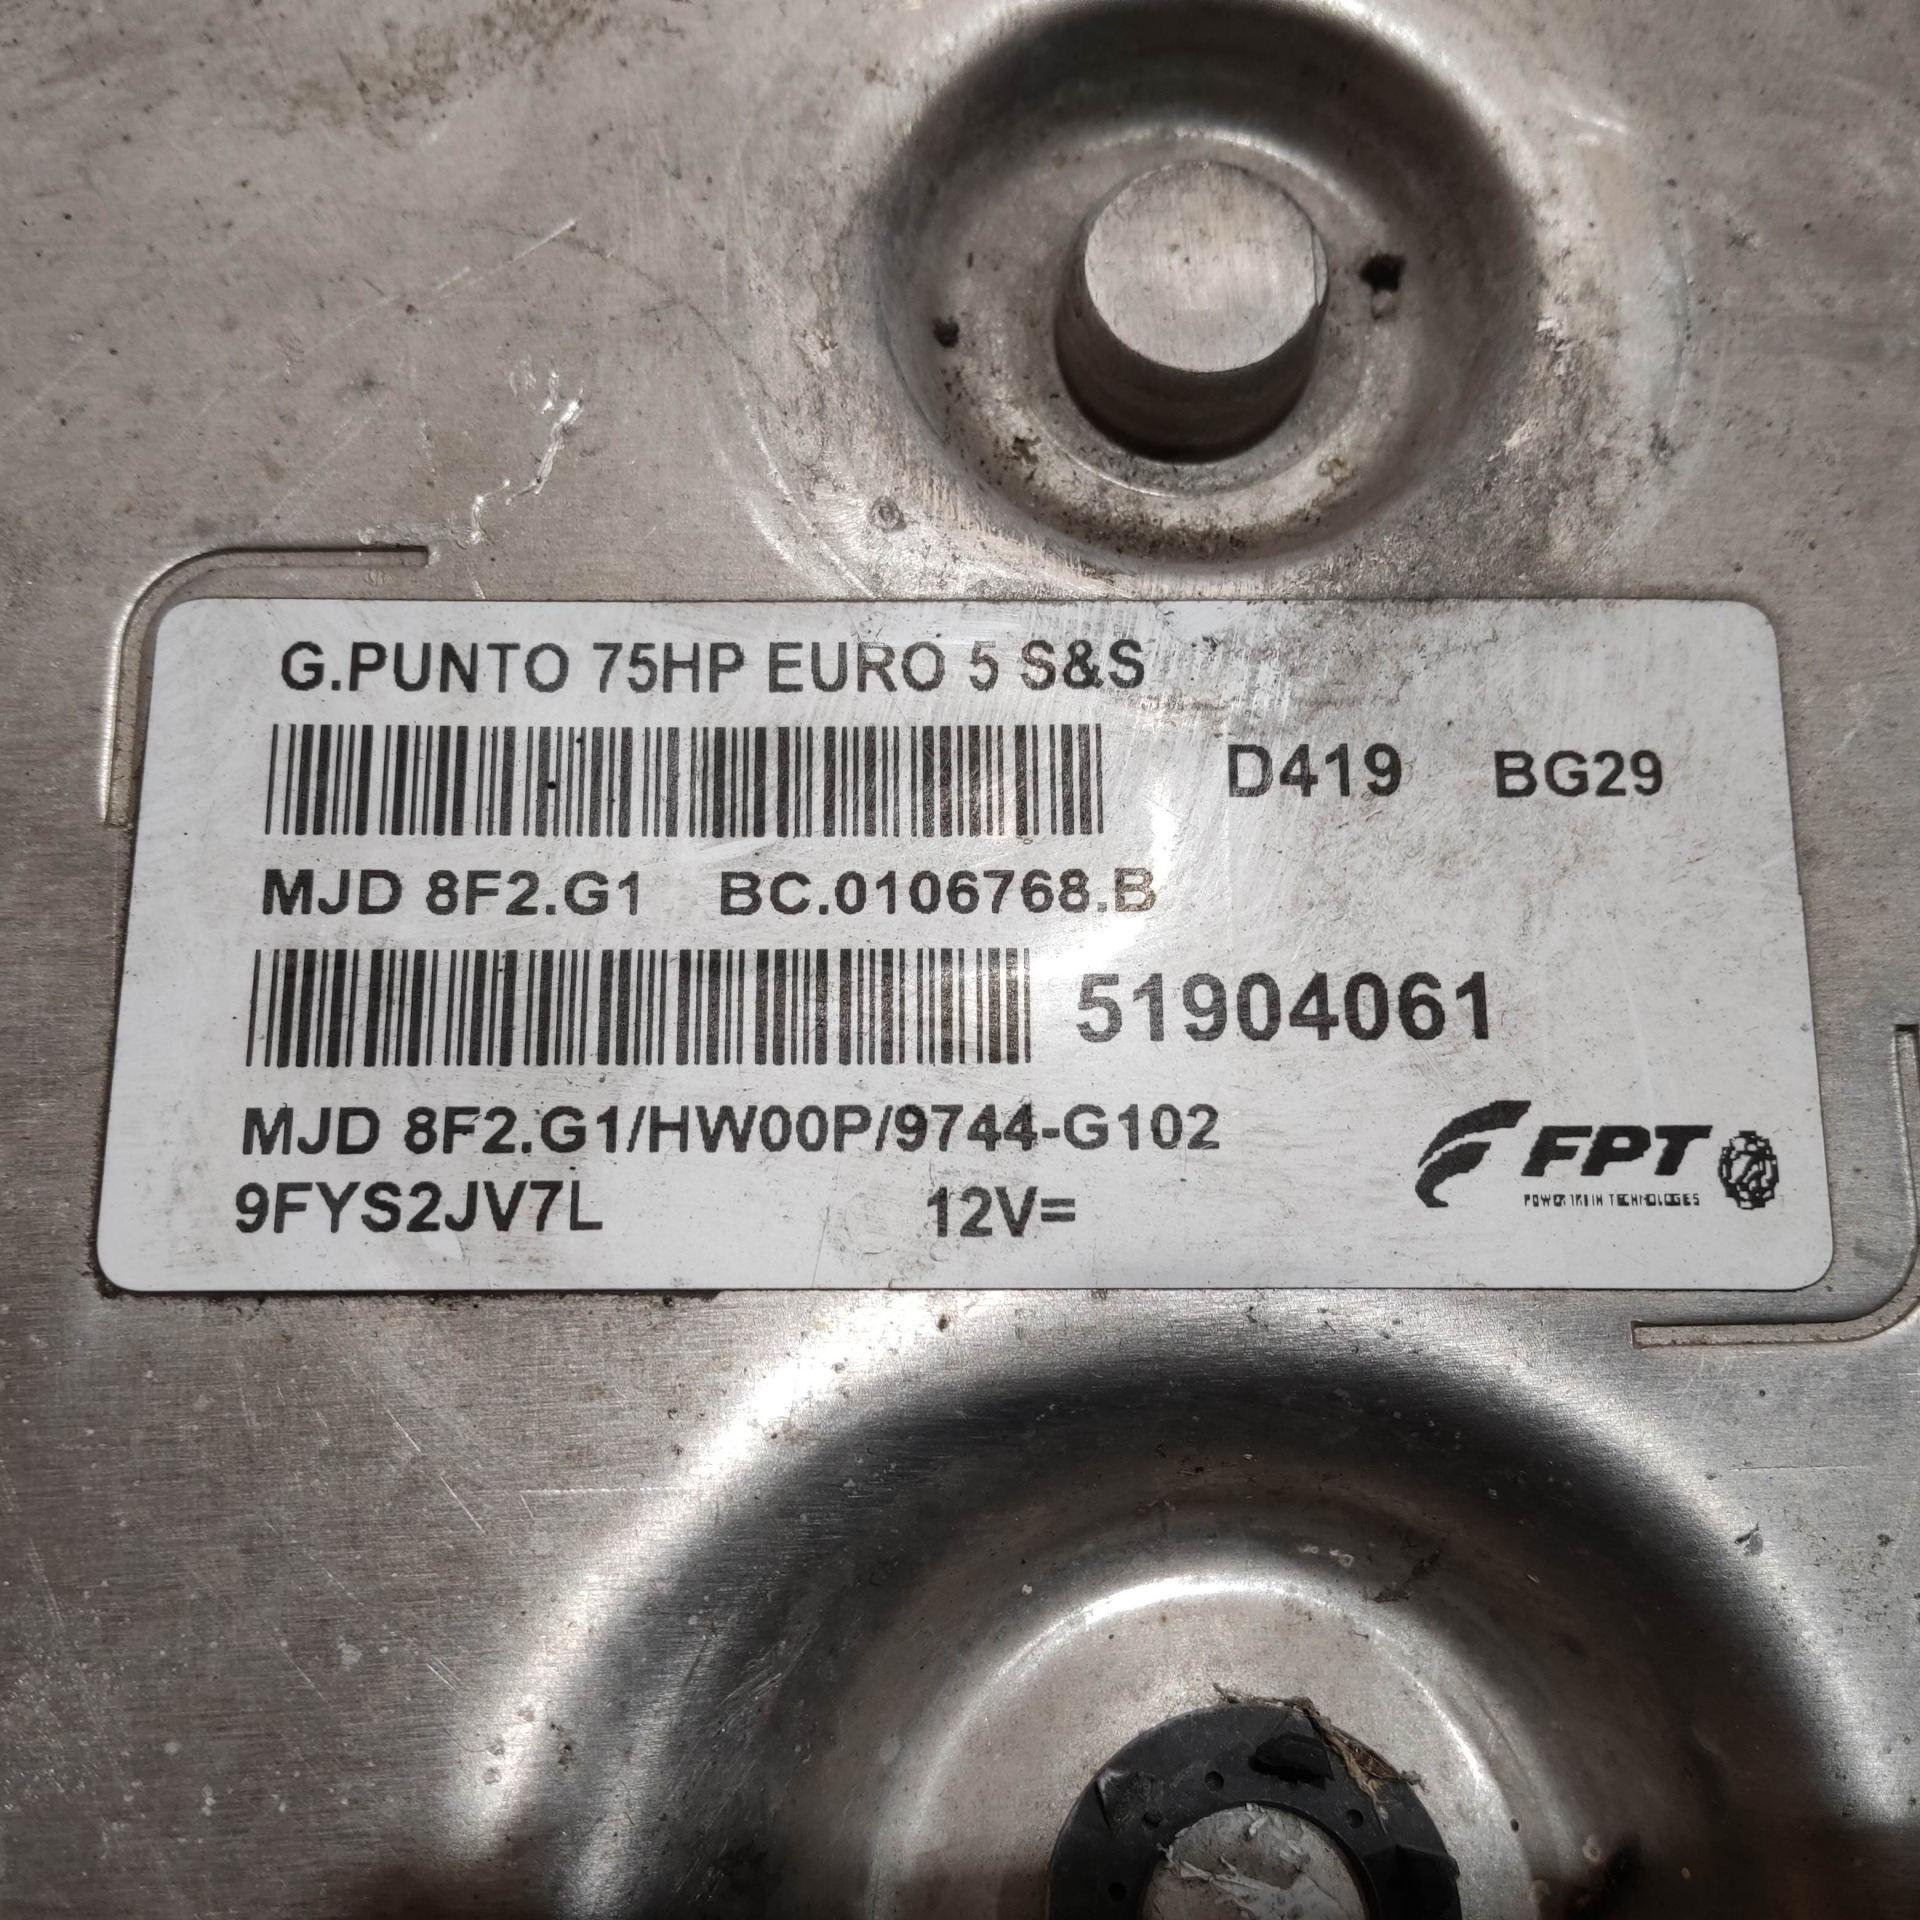 G.PUNTO 75HP EURO 5 S&S
D419 BG29
MJD 8F2.G1 BC.0106768.B
51904061
MJD 8F2.G1/HW00P/9744-G102
9FYS2JV7L 12V=
FPT
POWERTRAIN TECHNOLOGIES